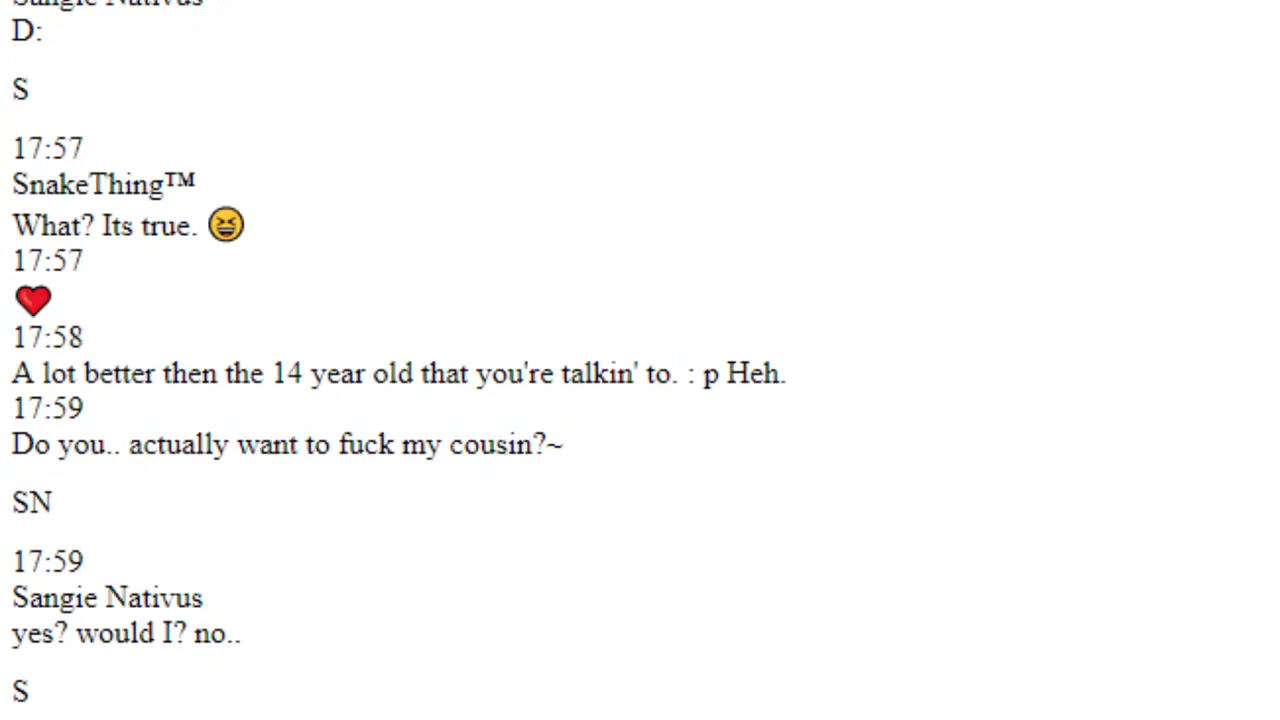 Sangie Nativus
D:
S
17:57
SnakeThing™
What? Its true. 😆
17:57
❤️
17:58
A lot better then the 14 year old that you're talkin' to. : p Heh.
17:59
Do you.. actually want to fuck my cousin?~
SN
17:59
Sangie Nativus
yes? would I? no..
S